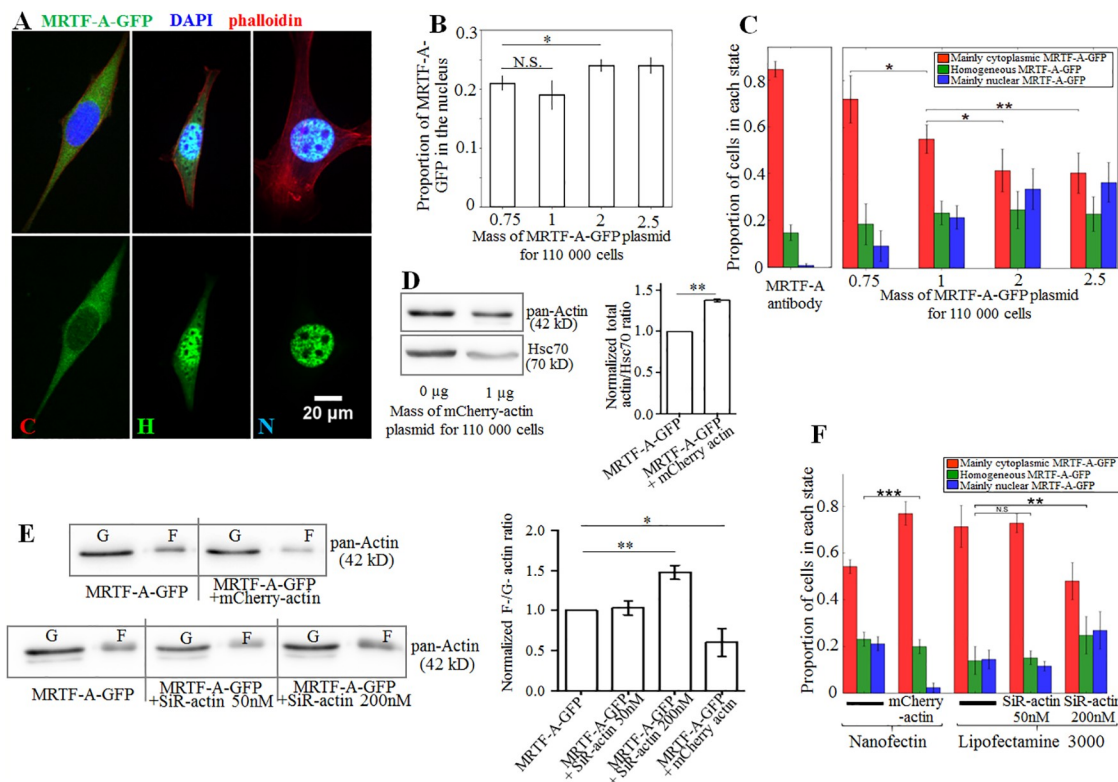 A
MRTF-A-GFP DAPI phalloidin
C
H
N
20 µm
B
Proportion of MRTF-A-
GFP in the nucleus
0.3
0.2
0.1
0
*
N.S.
0.75 1 2 2.5
Mass of MRTF-A-GFP plasmid
for 110 000 cells
C
Proportion of cells in each state
1
0.8
0.6
0.4
0.2
0
Mainly cytoplasmic MRTF-A-GFP
Homogeneous MRTF-A-GFP
Mainly nuclear MRTF-A-GFP
*
**
*
MRTF-A
antibody
0.75 1 2 2.5
Mass of MRTF-A-GFP plasmid
for 110 000 cells
D
pan-Actin
(42 kD)
Hsc70
(70 kD)
0 µg 1 µg
Mass of mCherry-actin
plasmid for 110 000 cells
Normalized total
actin/Hsc70 ratio
1.5
1.0
0.5
0.0
**
MRTF-A-GFP
MRTF-A-GFP
+ mCherry actin
E
G F G F
pan-Actin
(42 kD)
MRTF-A-GFP
MRTF-A-GFP
+mCherry-actin
G F G F G F
pan-Actin
(42 kD)
MRTF-A-GFP
MRTF-A-GFP
+SiR-actin 50nM
MRTF-A-GFP
+SiR-actin 200nM
Normalized F-/G- actin ratio
2.0
1.5
1.0
0.5
0.0
*
**
MRTF-A-GFP
MRTF-A-GFP
+ SiR-actin 50nM
MRTF-A-GFP
+ SiR-actin 200nM
MRTF-A-GFP
+ mCherry actin
F
Mainly cytoplasmic MRTF-A-GFP
Homogeneous MRTF-A-GFP
Mainly nuclear MRTF-A-GFP
Proportion of cells in each state
0.8
0.6
0.4
0.2
0
***
**
N.S
mCherry
-actin
SiR-actin
50nM
SiR-actin
200nM
Nanofectin
Lipofectamine 3000